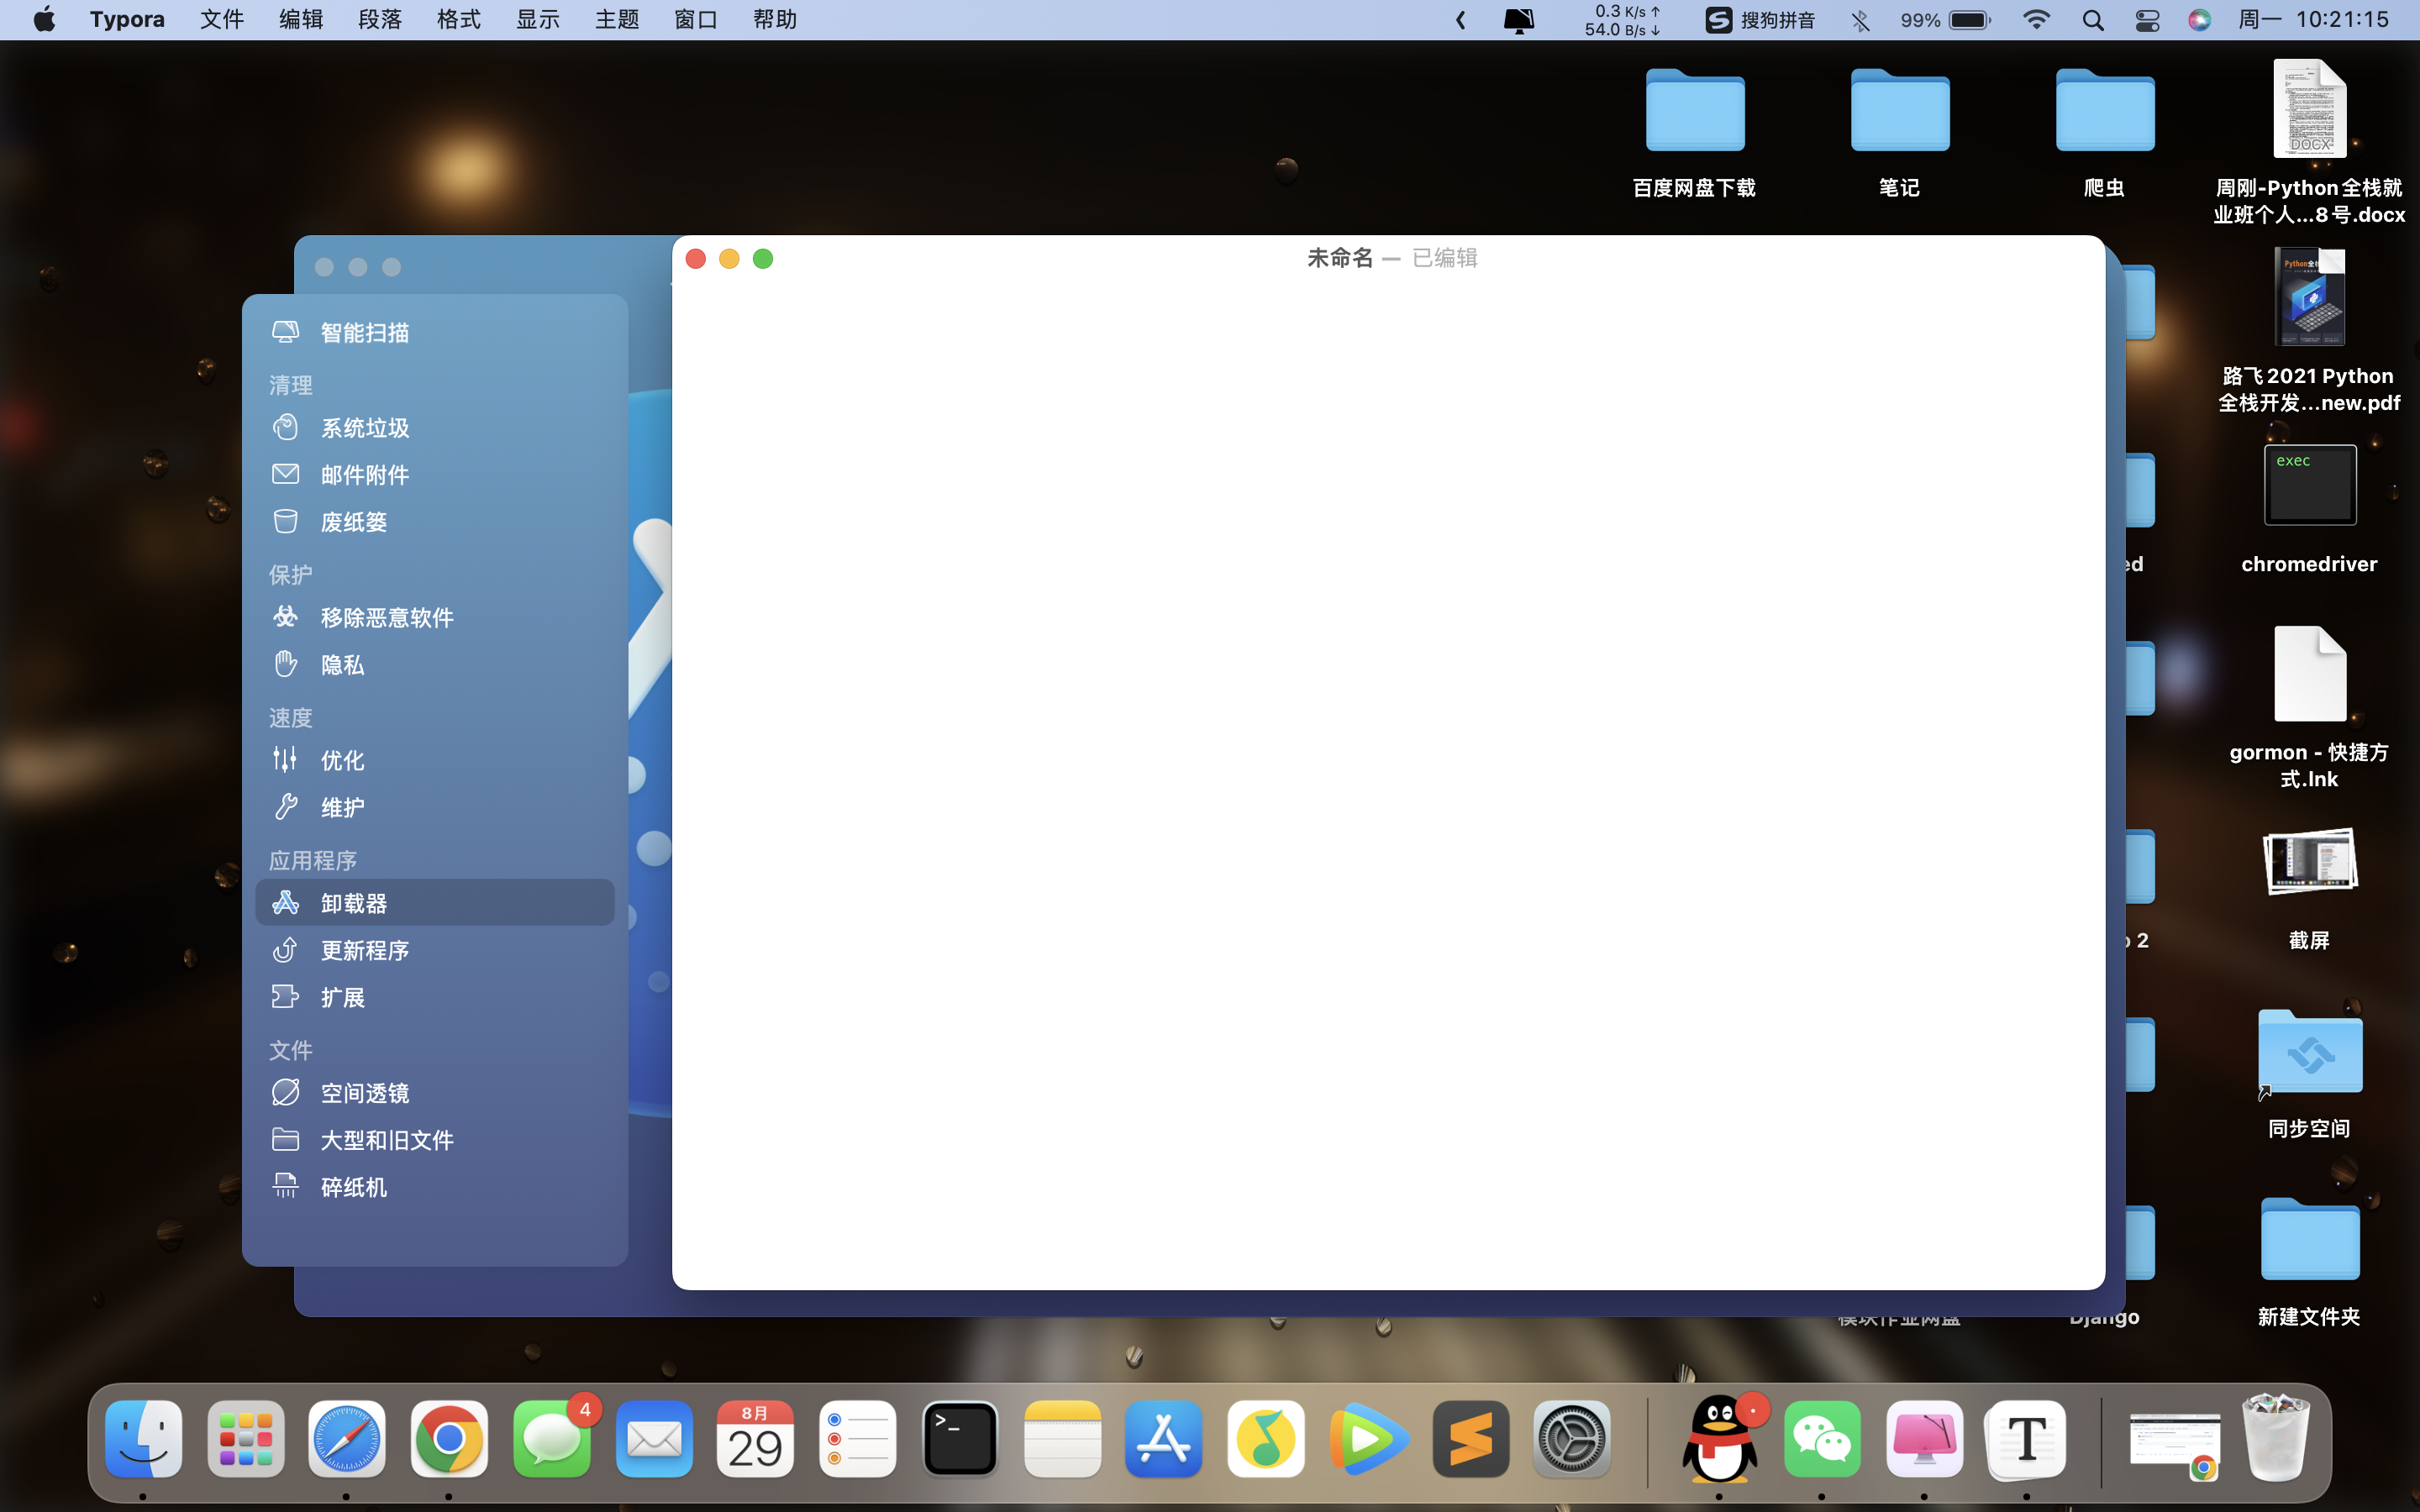 Typora 文件 编辑 段落 格式 显示 主题 窗口 帮助
0.3 K/s ↑
54.0 B/s ↓
搜狗拼音 99% 周一 10:21:15
百度网盘下载
笔记
爬虫
DOCX
周刚-Python全栈就
业班个人...8号.docx
未命名 — 已编辑
智能扫描
清理
系统垃圾
邮件附件
废纸篓
保护
移除恶意软件
隐私
速度
优化
维护
应用程序
卸载器
更新程序
扩展
文件
空间透镜
大型和旧文件
碎纸机
路飞2021 Python
全栈开发...new.pdf
exec
chromedriver
ed
gormon - 快捷方
式.lnk
截屏
2
同步空间
模块作业网盘
Django
新建文件夹
4
8月
29
>_
T